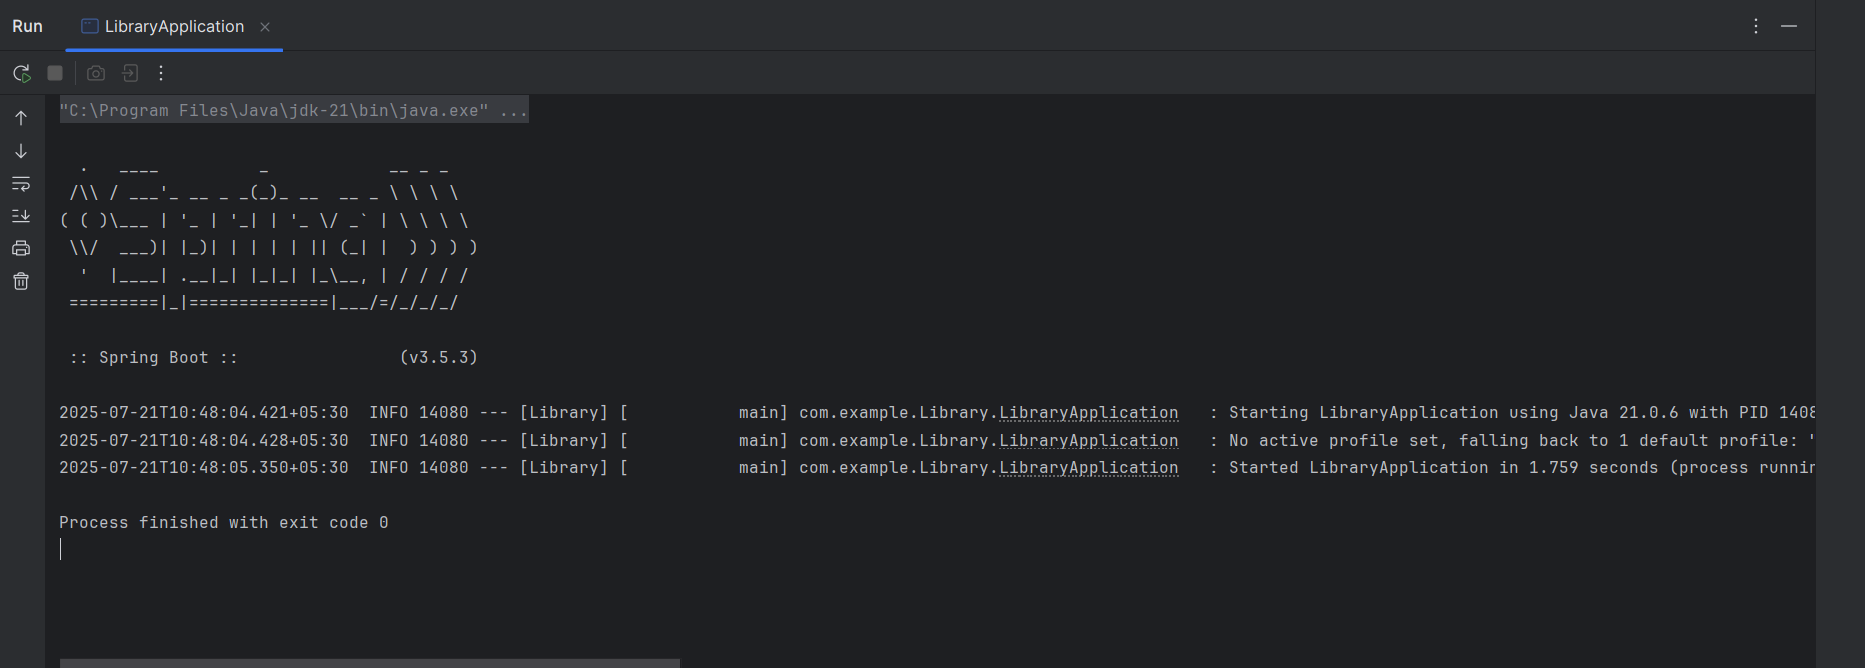 Run LibraryApplication
"C:\Program Files\Java\jdk-21\bin\java.exe" ...
  .   ____          _            __ _ _
 /\\ / ___'_ __ _ _(_)_ __  __ _ \ \ \ \
( ( )\___ | '_ | '_| | '_ \/ _` | \ \ \ \
 \\/  ___)| |_)| | | | | || (_| |  ) ) ) )
  '  |____| .__|_| |_|_| |_\__, | / / / /
 =========|_|==============|___/=/_/_/_/
 :: Spring Boot ::                (v3.5.3)
2025-07-21T10:48:04.421+05:30  INFO 14080 --- [Library] [           main] com.example.Library.LibraryApplication   : Starting LibraryApplication using Java 21.0.6 with PID 1408
2025-07-21T10:48:04.428+05:30  INFO 14080 --- [Library] [           main] com.example.Library.LibraryApplication   : No active profile set, falling back to 1 default profile: "
2025-07-21T10:48:05.350+05:30  INFO 14080 --- [Library] [           main] com.example.Library.LibraryApplication   : Started LibraryApplication in 1.759 seconds (process runnin
Process finished with exit code 0